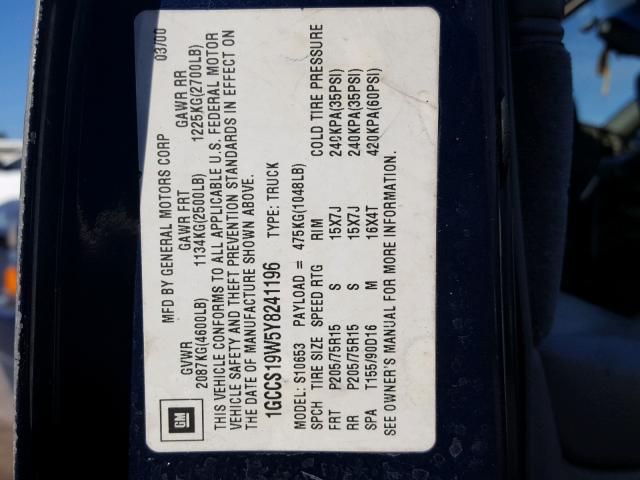 MFD BY GENERAL MOTORS CORP 03/00
GVWR GAWR FRT GAWR RR
2087KG(4600LB) 1134KG(2500LB) 1225KG(2700LB)
THIS VEHICLE CONFORMS TO ALL APPLICABLE U.S. FEDERAL MOTOR
VEHICLE SAFETY AND THEFT PREVENTION STANDARDS IN EFFECT ON
THE DATE OF MANUFACTURE SHOWN ABOVE.
1GCCS19W5Y8241196 TYPE: TRUCK
MODEL: S10653 PAYLOAD = 475KG(1048LB)
SPCH TIRE SIZE SPEED RTG RIM COLD TIRE PRESSURE
FRT P205/75R15 S 15X7J 240KPA(35PSI)
RR P205/75R15 S 15X7J 240KPA(35PSI)
SPA T155/90D16 M 16X4T 420KPA(60PSI)
SEE OWNER'S MANUAL FOR MORE INFORMATION.
GM